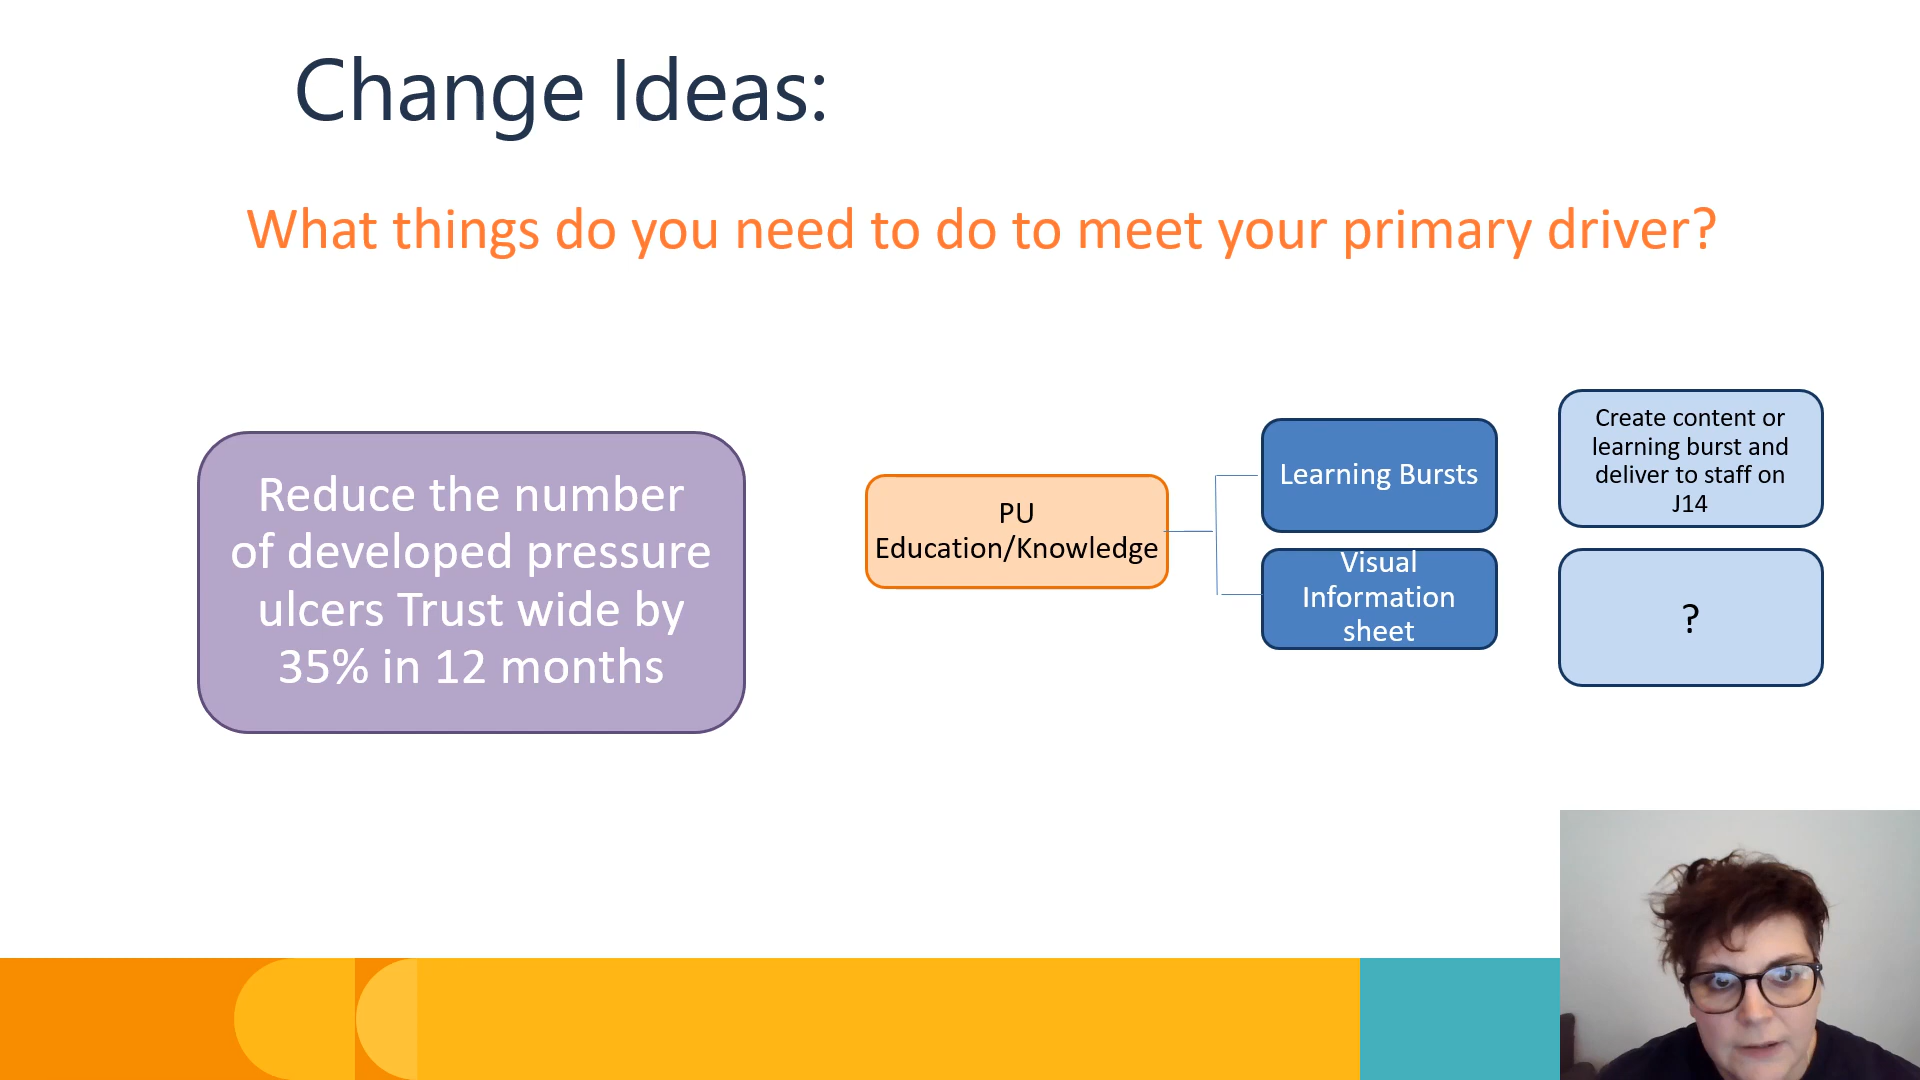 Change Ideas:
What things do you need to do to meet your primary driver?
Reduce the number
of developed pressure
ulcers Trust wide by
35% in 12 months
PU
Education/Knowledge
Learning Bursts
Visual
Information
sheet
Create content or
learning burst and
deliver to staff on
J14
?